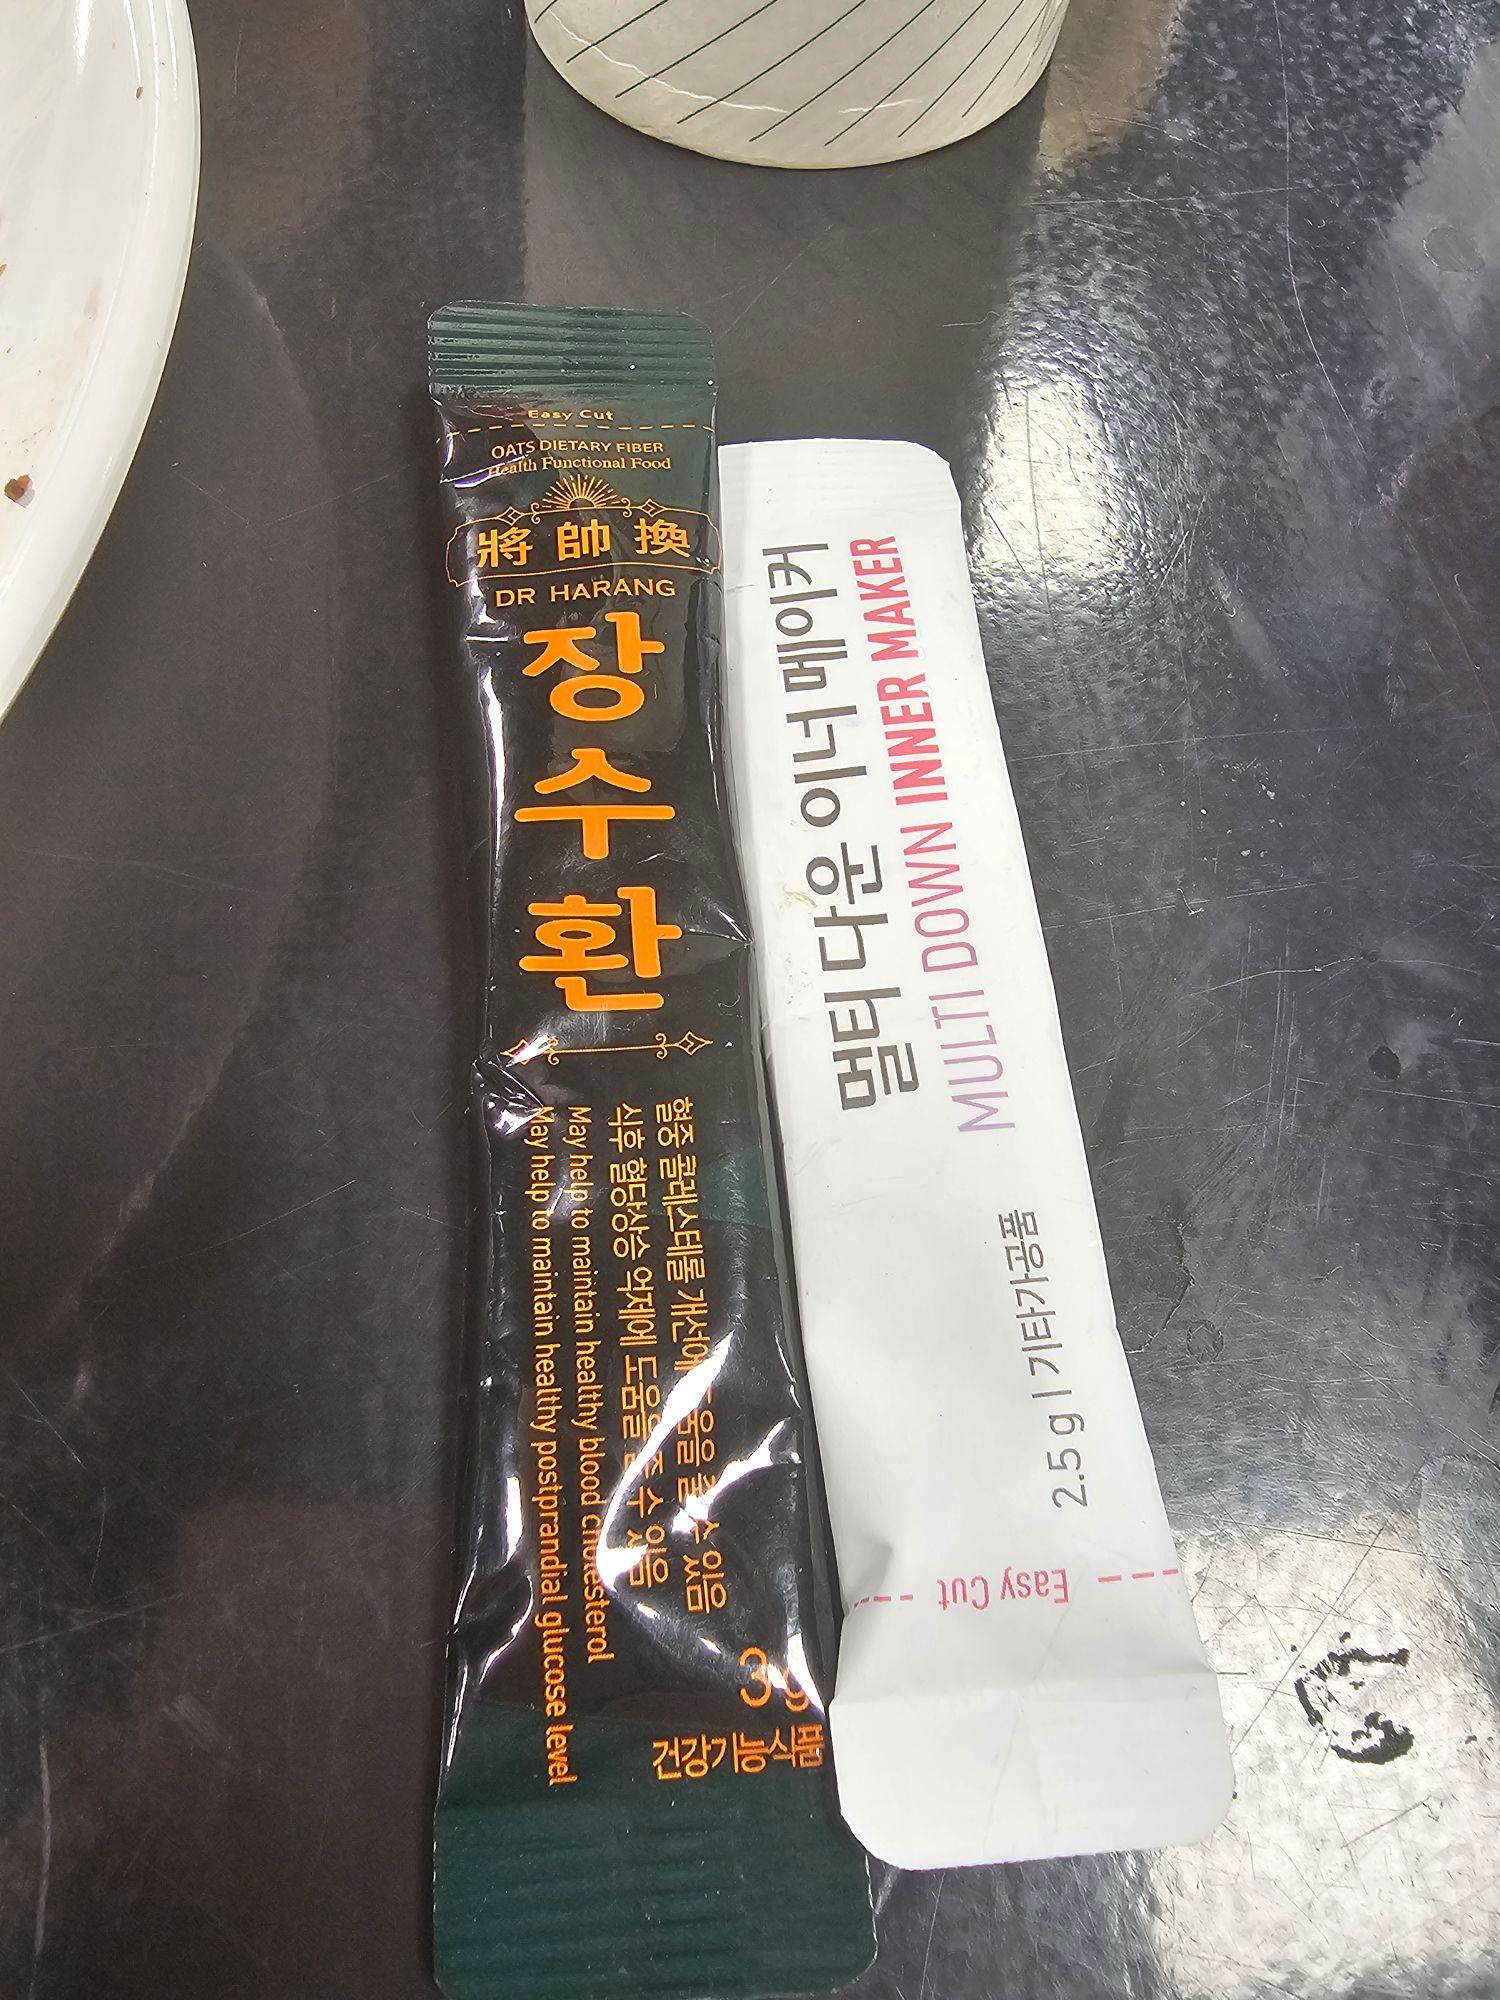 Easy Cut
OATS DIETARY FIBER
Health Functional Food
將帥換
DR HARANG
장수환
혈중 콜레스테롤 개선에 도움을 줄 수 있음
식후 혈당상승 억제에 도움을 줄 수 있음
May help to maintain healthy blood cholesterol
May help to maintain healthy postprandial glucose level
3g
건강기능식품
멀티 다운 이너 메이커
MULTI DOWN INNER MAKER
2.5 g | 기타가공품
Easy Cut